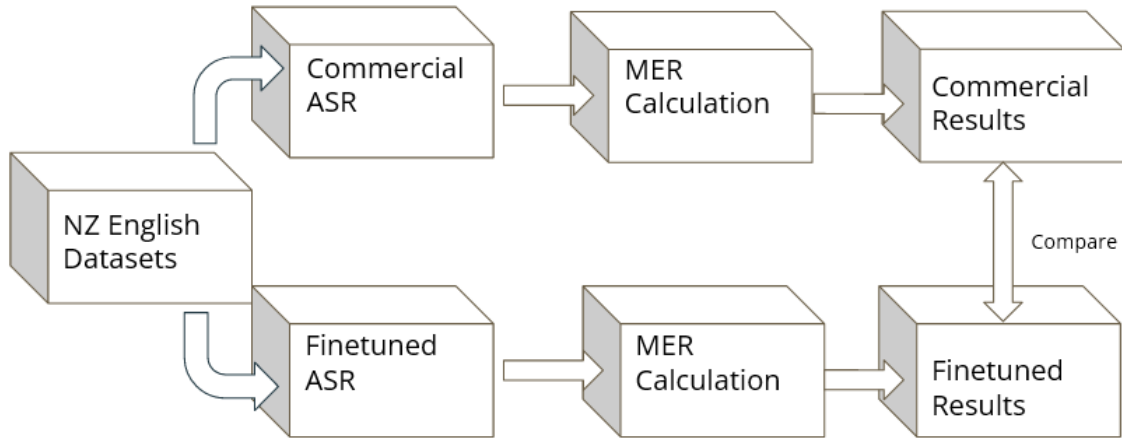 Commercial
ASR
MER
Calculation
Commercial
Results
NZ English
Datasets
Compare
Finetuned
ASR
MER
Calculation
Finetuned
Results